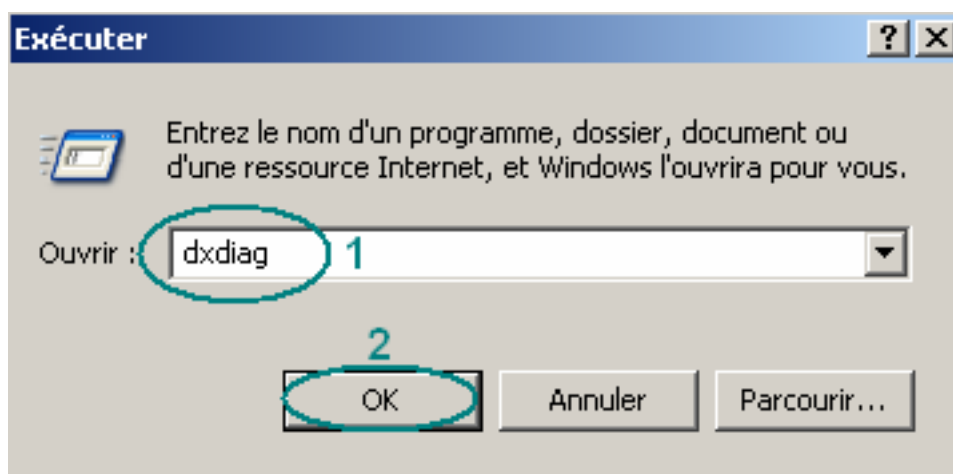 Exécuter
Entrez le nom d'un programme, dossier, document ou
d'une ressource Internet, et Windows l'ouvrira pour vous.
Ouvrir : dxdiag 1
2
OK Annuler Parcourir...